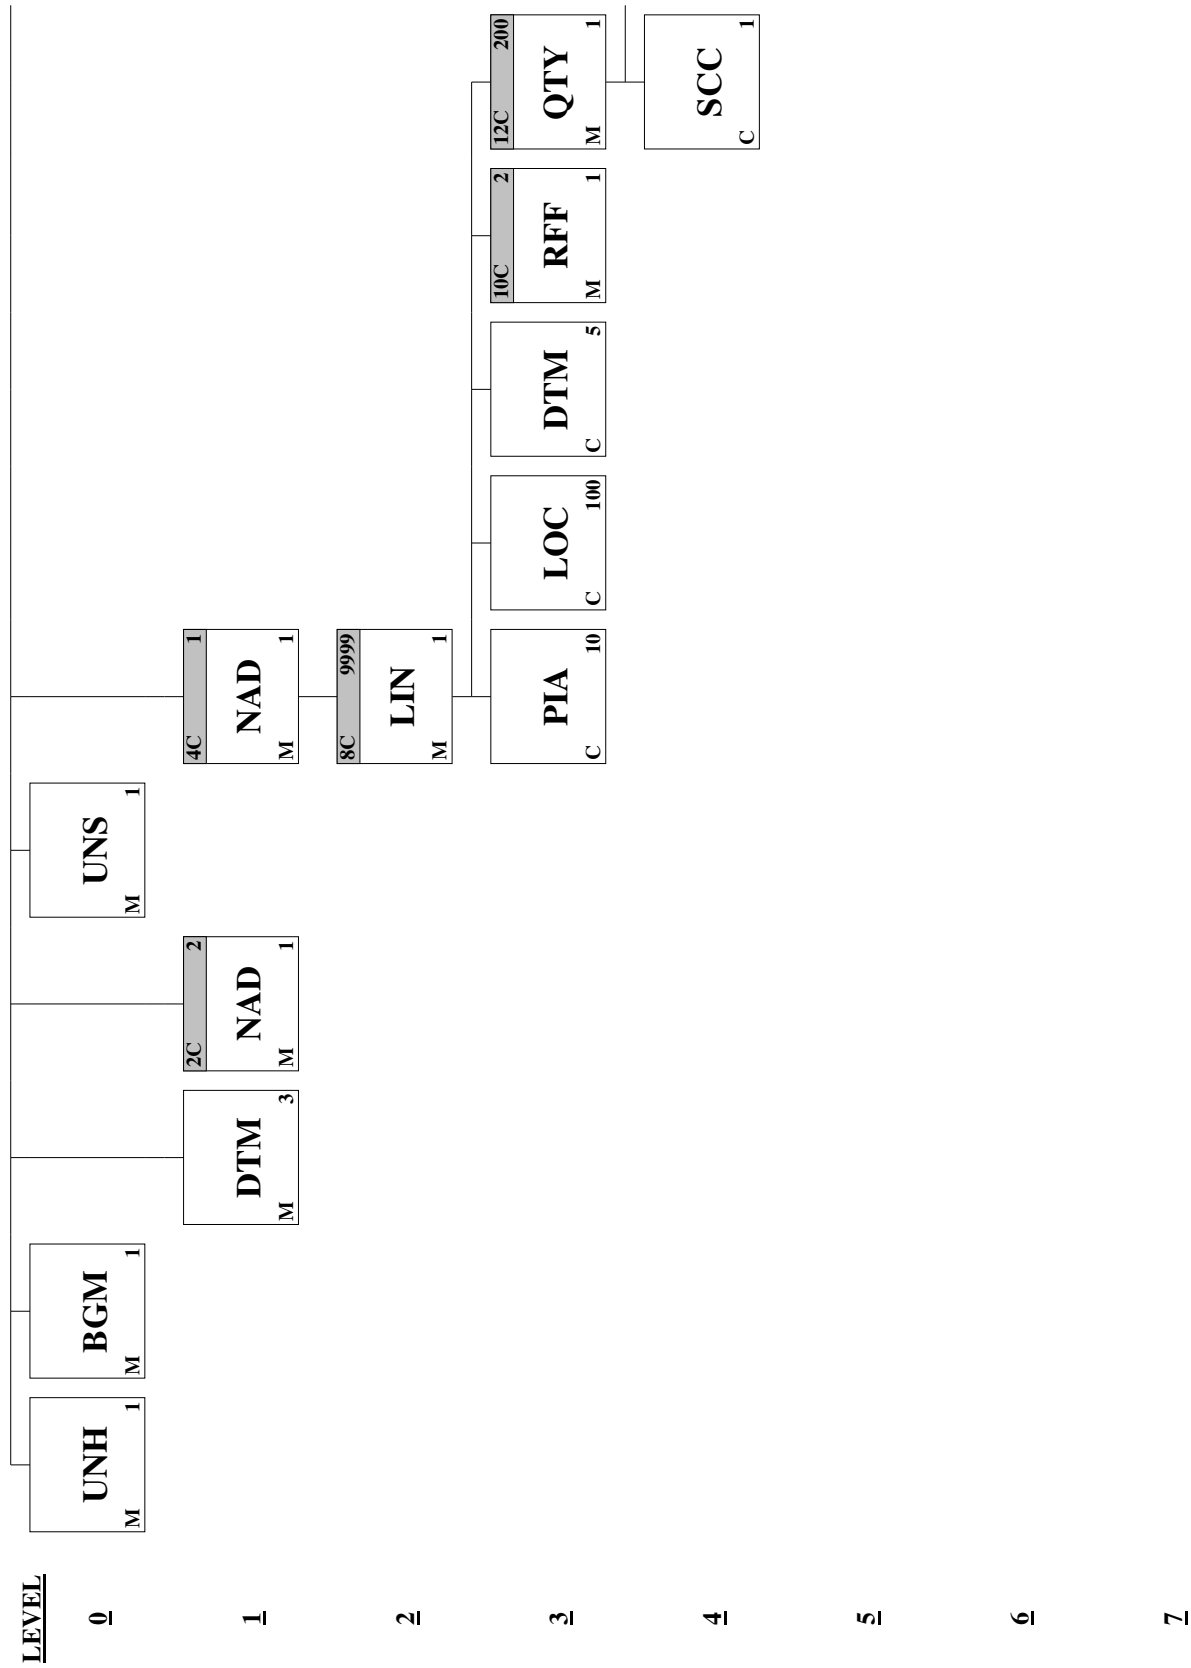 LEVEL
0
UNH
M 1
BGM
M 1
UNS
M 1
1
DTM
M 3
2C 2
NAD
M 1
4C 1
NAD
M 1
2
8C 9999
LIN
M 1
3
PIA
C 10
LOC
C 100
DTM
C 5
10C 2
RFF
M 1
12C 200
QTY
M 1
4
SCC
C 1
5
6
7